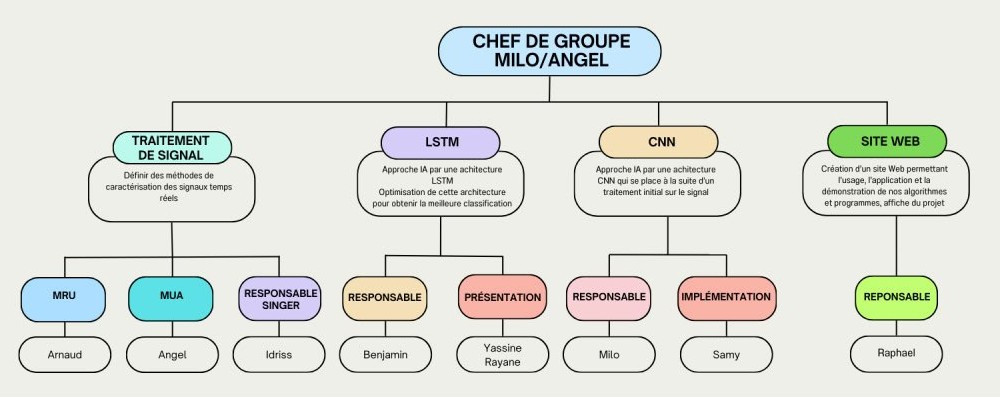 CHEF DE GROUPE
MILO/ANGEL
TRAITEMENT
DE SIGNAL
Définir des méthodes de
caractérisation des signaux temps
réels
LSTM
Approche IA par une achitecture
LSTM
Optimisation de cette architecture
pour obtenir la meilleure classification
CNN
Approche IA par une achitecture
CNN qui se place à la suite d'un
traitement initial sur le signal
SITE WEB
Création d'un site Web permettant
l'usage, l'application et la
démonstration de nos algorithmes
et programmes, affiche du projet
MRU
MUA
RESPONSABLE
SINGER
RESPONSABLE
PRÉSENTATION
RESPONSABLE
IMPLÉMENTATION
REPONSABLE
Arnaud
Angel
Idriss
Benjamin
Yassine
Rayane
Milo
Samy
Raphael